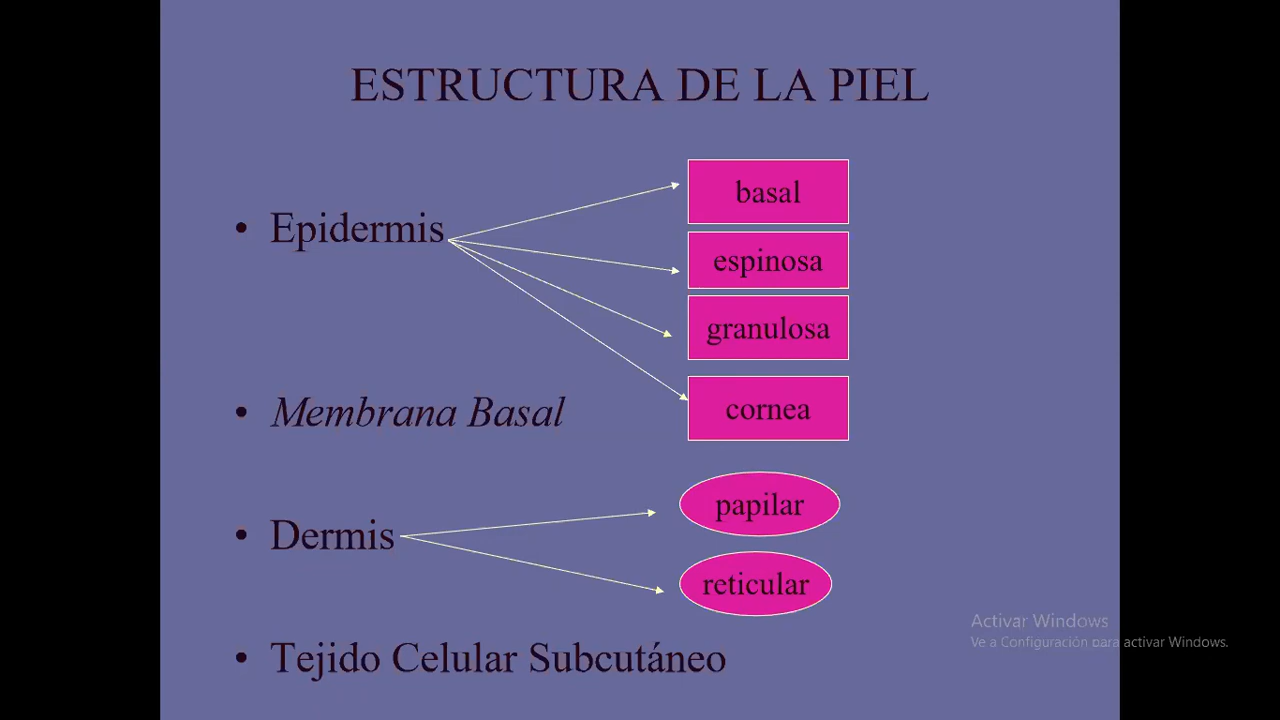 ESTRUCTURA DE LA PIEL
• Epidermis
basal
espinosa
granulosa
cornea
• Membrana Basal
• Dermis
papilar
reticular
• Tejido Celular Subcutáneo
Activar Windows
Ve a Configuración para activar Windows.